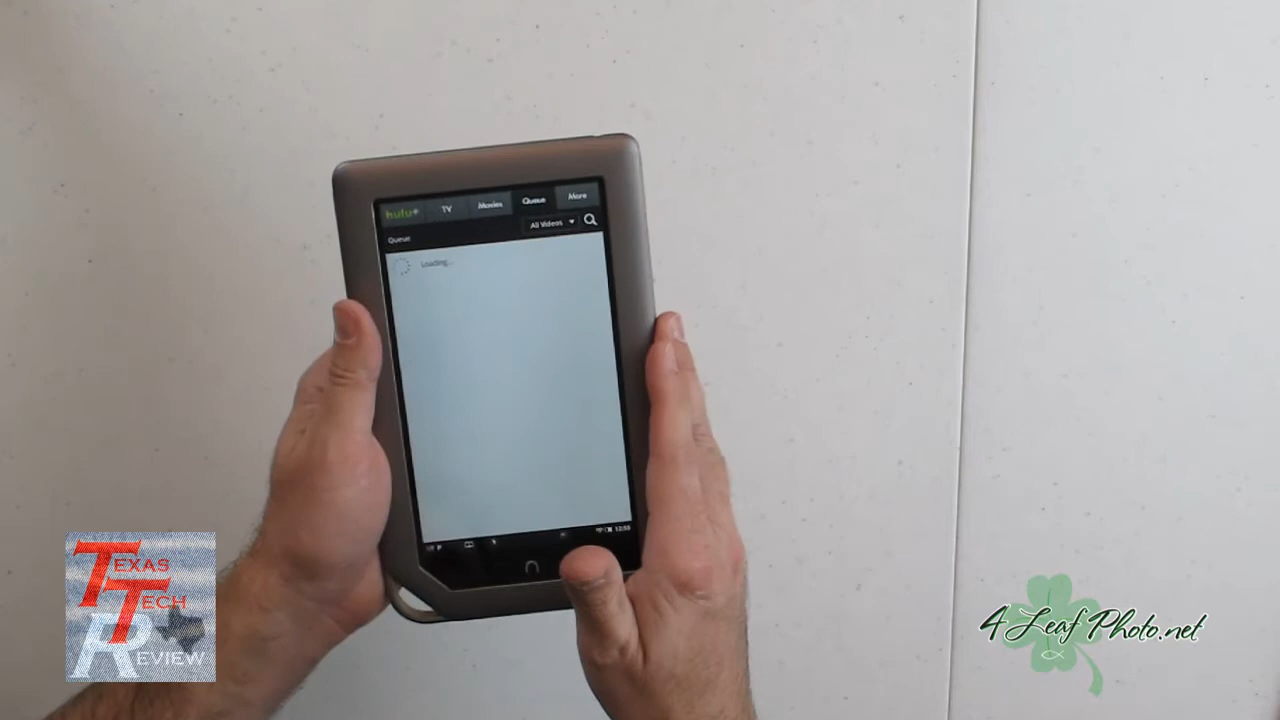 hulu+ TV Movies Queue More
Queue All Videos
Loading...
12:55
TEXAS
TECH
REVIEW
4 Leaf Photo.net